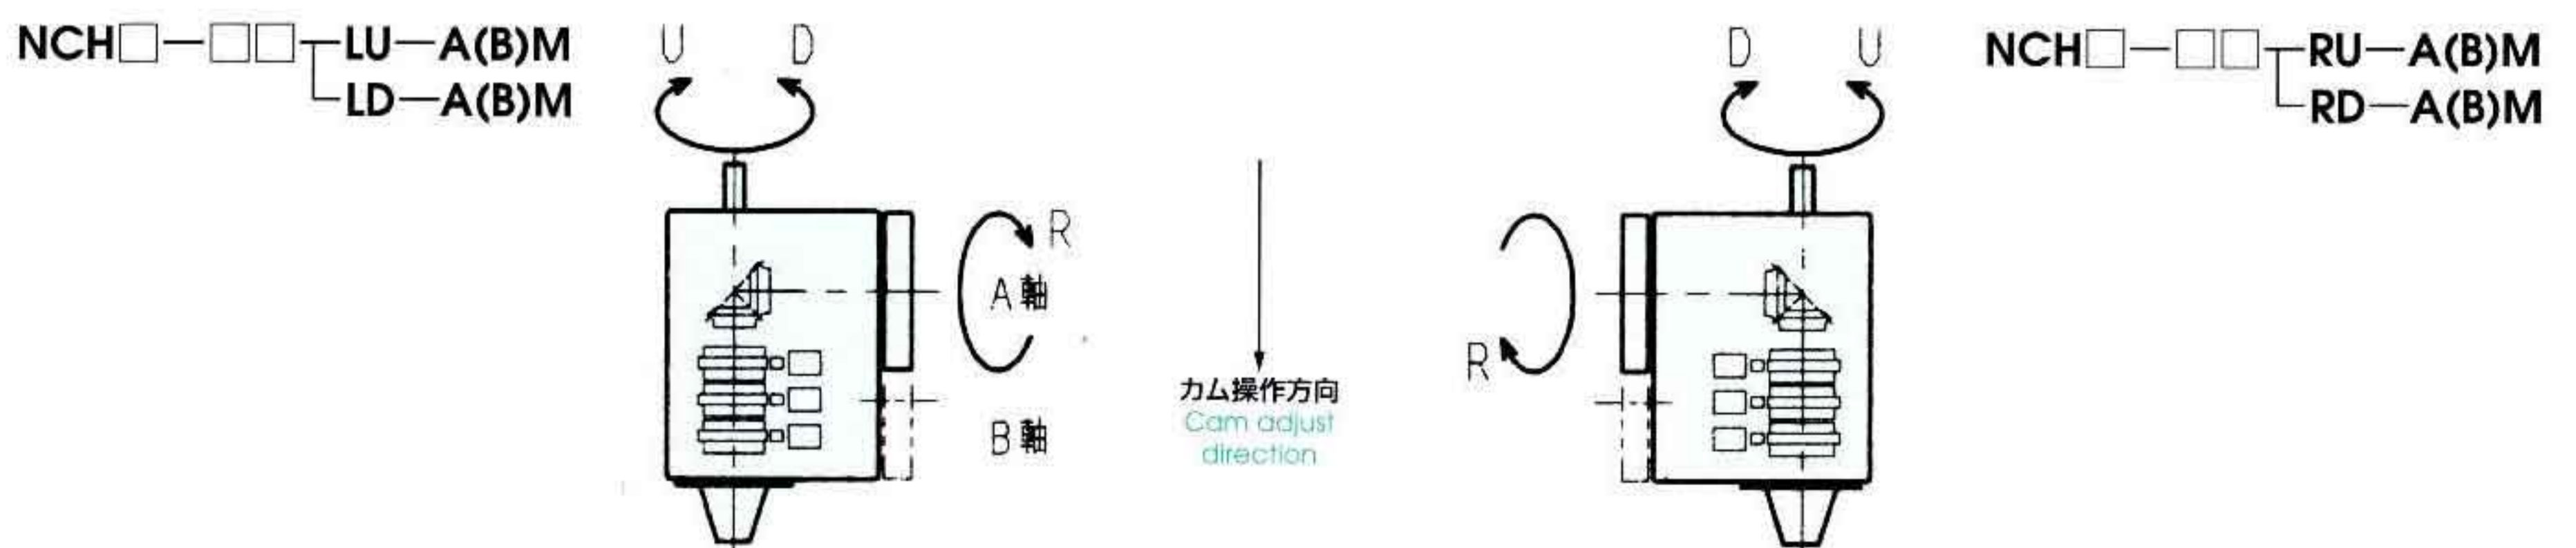 NCH□—□□—LU—A(B)M
LD—A(B)M
U D
R
A軸
B軸
カム操作方向
Cam adjust
direction
D U
R
NCH□—□□—RU—A(B)M
RD—A(B)M